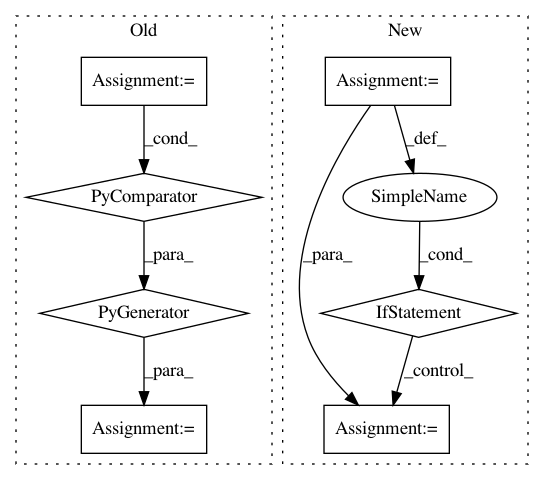 Old
New
Assignment:=
Assignment:=
_cond_
_def_
PyComparator
SimpleName
_para_
_para_
_cond_
PyGenerator
IfStatement
_para_
_control_
Assignment:=
Assignment:=